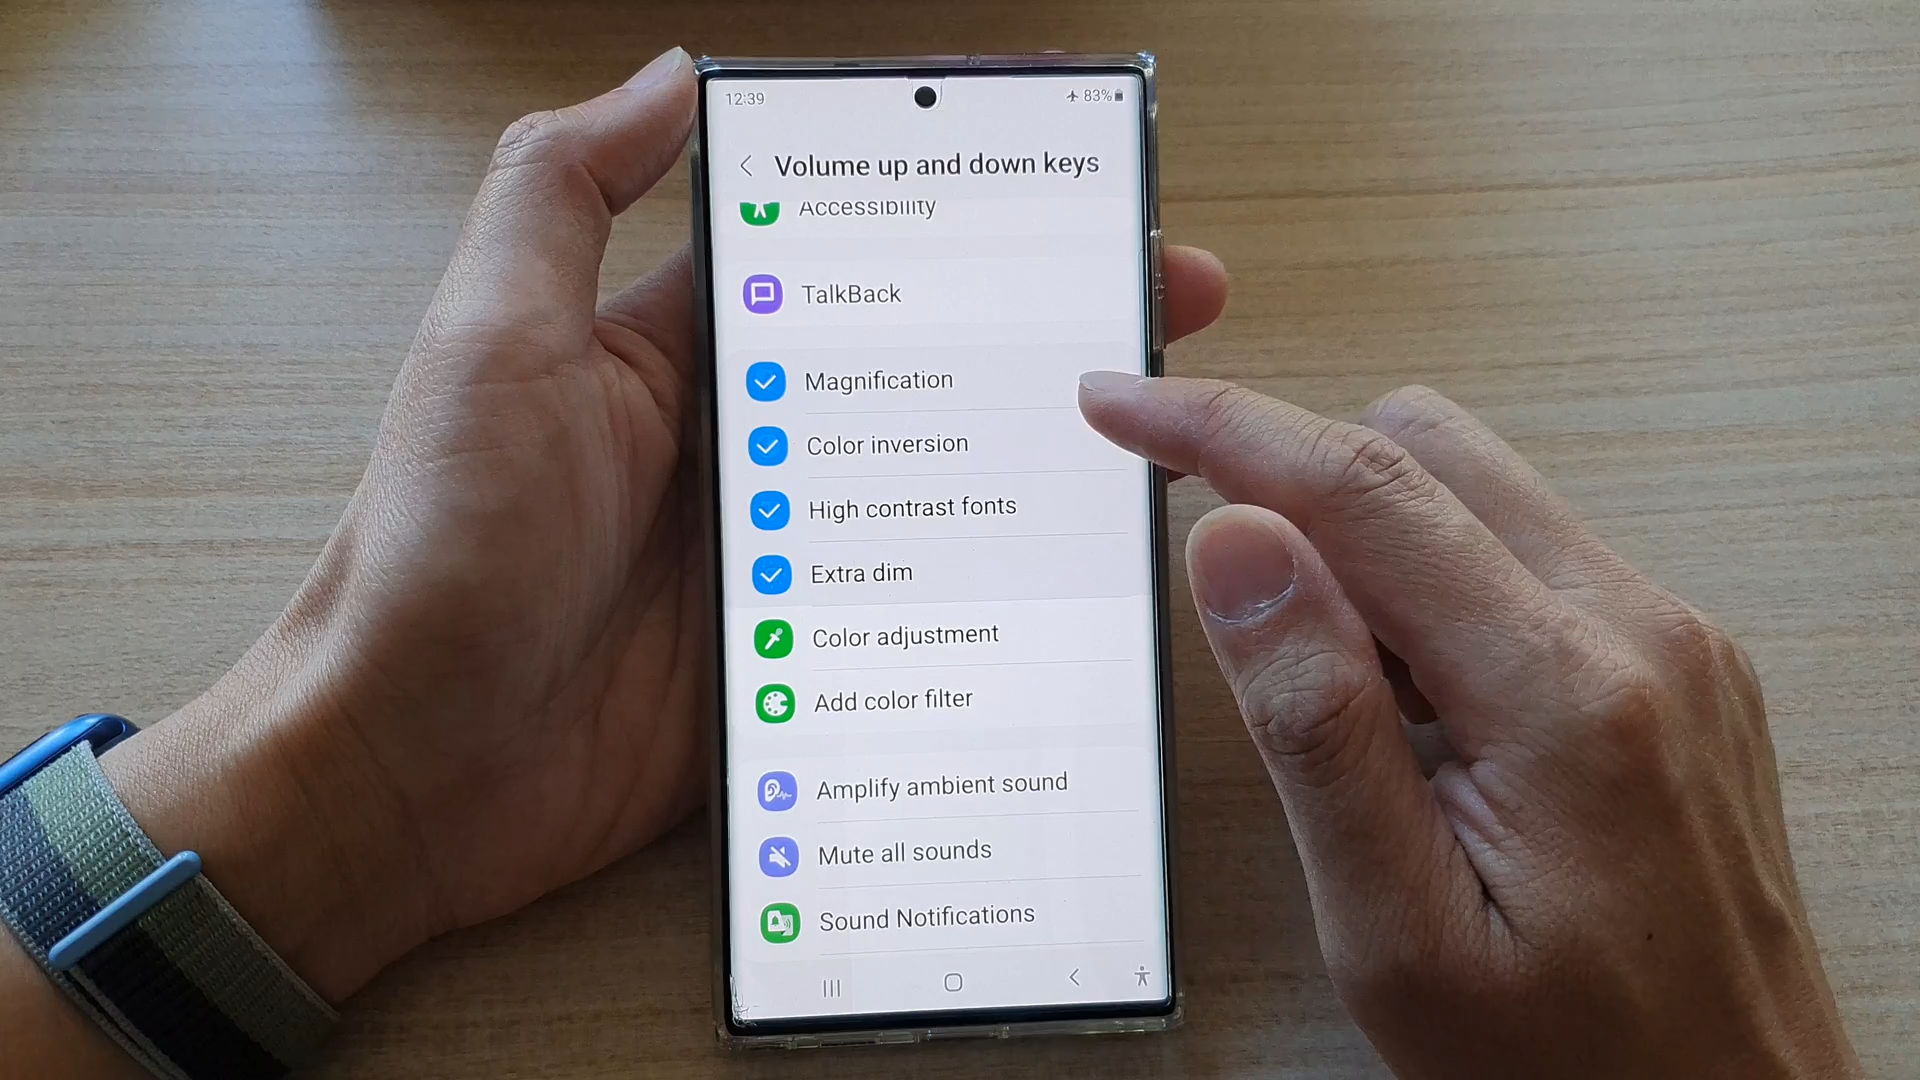 12:39
83%
Volume up and down keys
Accessibility
TalkBack
Magnification
Color inversion
High contrast fonts
Extra dim
Color adjustment
Add color filter
Amplify ambient sound
Mute all sounds
Sound Notifications